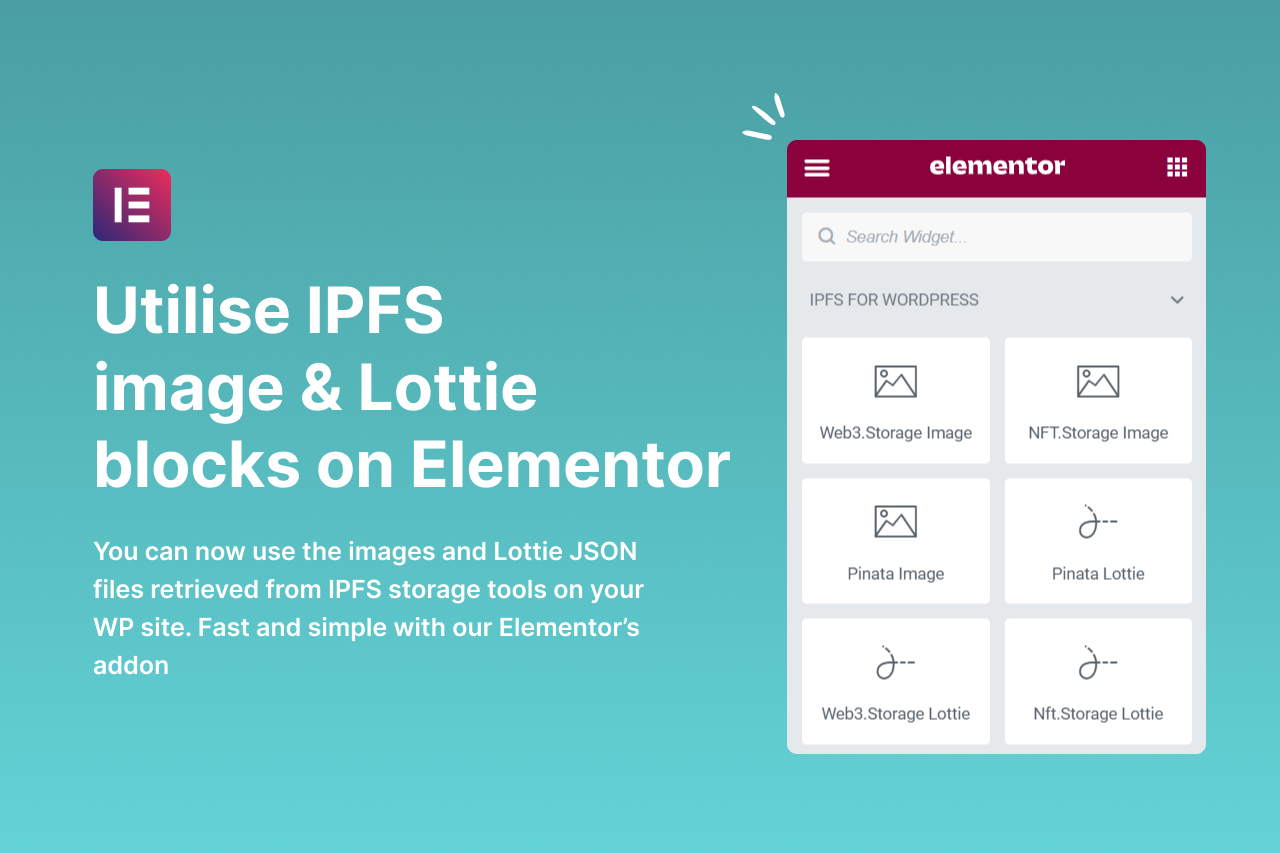 Utilise IPFS
image & Lottie
blocks on Elementor
You can now use the images and Lottie JSON
files retrieved from IPFS storage tools on your
WP site. Fast and simple with our Elementor’s
addon
elementor
Search Widget...
IPFS FOR WORDPRESS
Web3.Storage Image
NFT.Storage Image
Pinata Image
Pinata Lottie
Web3.Storage Lottie
Nft.Storage Lottie